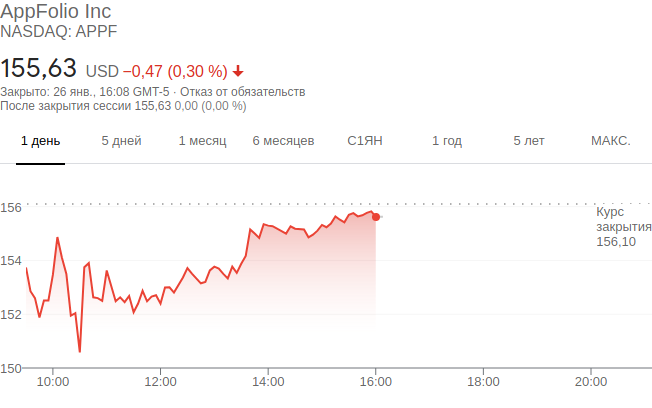 AppFolio Inc
NASDAQ: APPF
155,63 USD −0,47 (0,30 %)
Закрыто: 26 янв., 16:08 GMT-5 · Отказ от обязательств
После закрытия сессии 155,63 0,00 (0,00 %)
1 день 5 дней 1 месяц 6 месяцев С1ЯН 1 год 5 лет МАКС.
156
Курс
закрытия
156,10
154
152
150
10:00 12:00 14:00 16:00 18:00 20:00